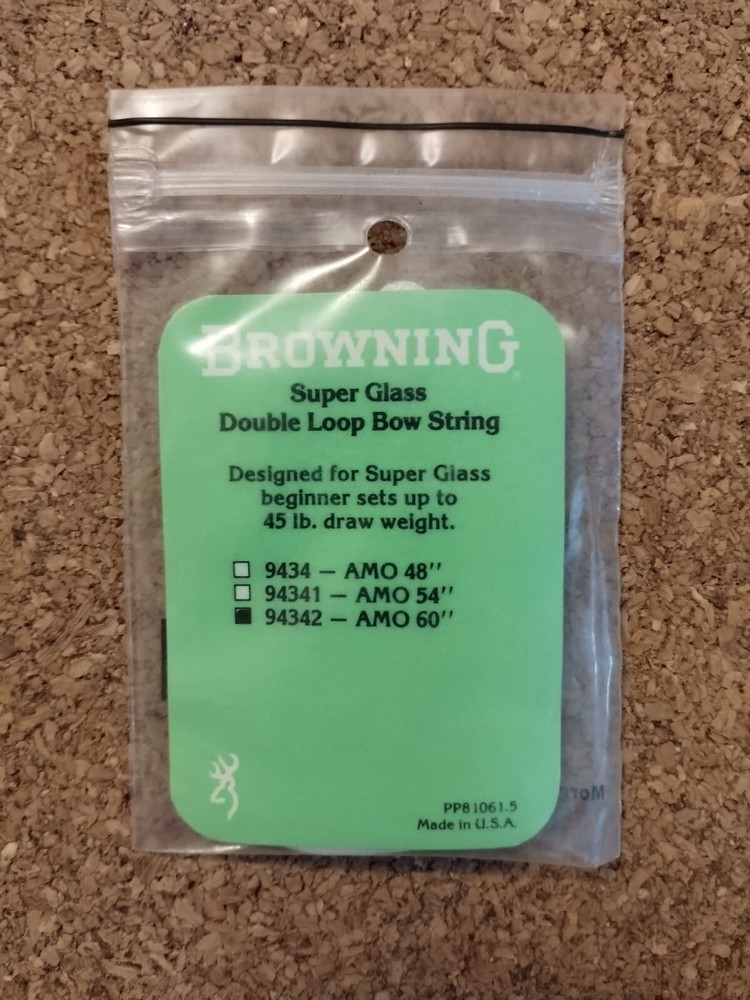 BROWNING
Super Glass
Double Loop Bow String
Designed for Super Glass
beginner sets up to
45 lb. draw weight.
☐ 9434 — AMO 48''
☐ 94341 — AMO 54''
■ 94342 — AMO 60''
PP81061.5
Made in U.S.A.